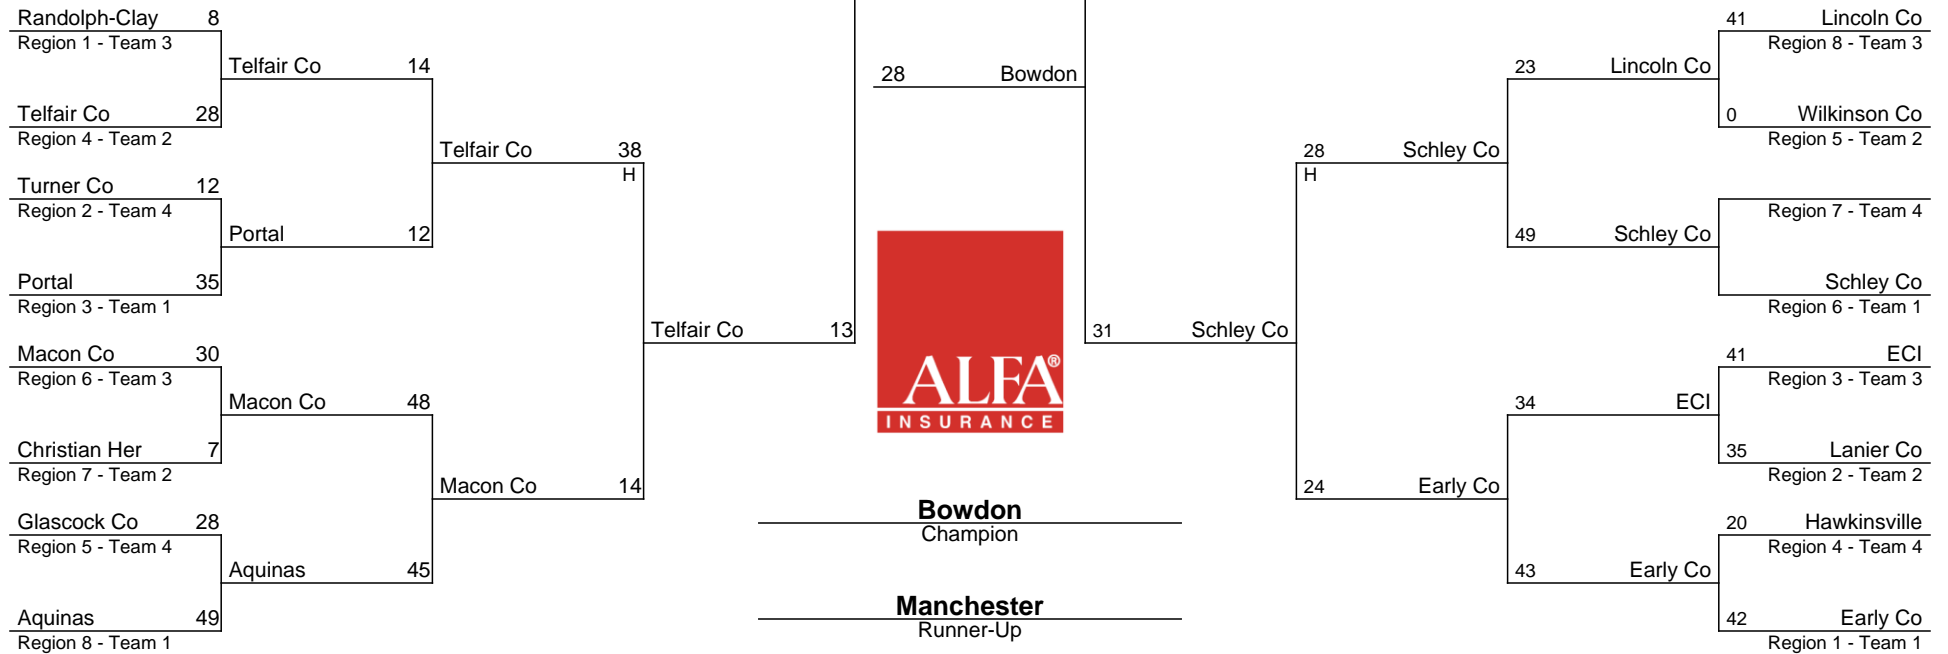 Randolph-Clay 8
Region 1 - Team 3
Telfair Co 14
Telfair Co 28
Region 4 - Team 2
Telfair Co 38
H
Turner Co 12
Region 2 - Team 4
Portal 12
Portal 35
Region 3 - Team 1
Telfair Co 13
Macon Co 30
Region 6 - Team 3
Macon Co 48
Christian Her 7
Region 7 - Team 2
Macon Co 14
Glascock Co 28
Region 5 - Team 4
Aquinas 45
Aquinas 49
Region 8 - Team 1
28 Bowdon
ALFA®
INSURANCE
Bowdon
Champion
Manchester
Runner-Up
41 Lincoln Co
Region 8 - Team 3
23 Lincoln Co
0 Wilkinson Co
Region 5 - Team 2
28 Schley Co
H
Region 7 - Team 4
49 Schley Co
Schley Co
Region 6 - Team 1
31 Schley Co
41 ECI
Region 3 - Team 3
34 ECI
35 Lanier Co
Region 2 - Team 2
24 Early Co
20 Hawkinsville
Region 4 - Team 4
43 Early Co
42 Early Co
Region 1 - Team 1